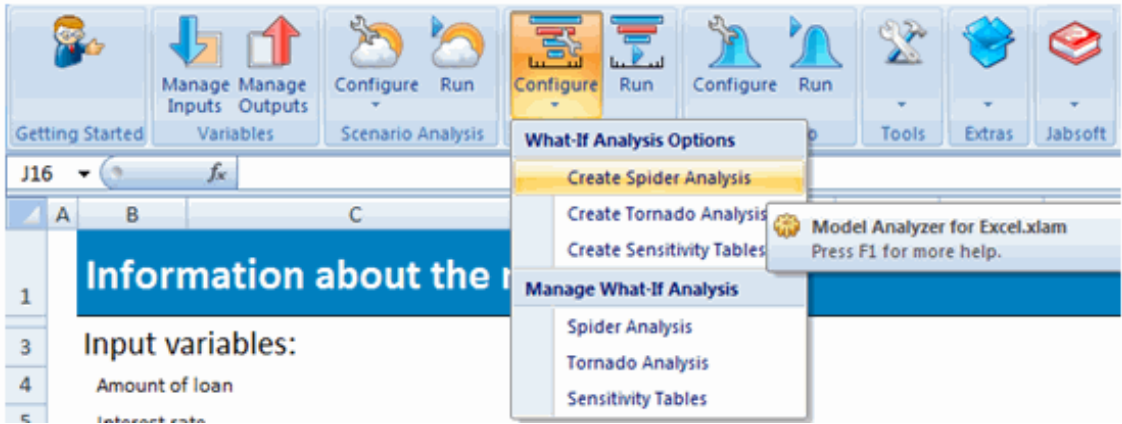 Manage Manage Configure Run Configure Run Configure Run
Inputs Outputs
Getting Started Variables Scenario Analysis Tools Extras Jabsoft
What-If Analysis Options
J16 fx
Create Spider Analysis
A B C
Create Tornado Analysis
Model Analyzer for Excel.xlam
Create Sensitivity Tables
Press F1 for more help.
1 Information about the
Manage What-If Analysis
Spider Analysis
3 Input variables:
Tornado Analysis
4 Amount of loan
Sensitivity Tables
5 Interest rate